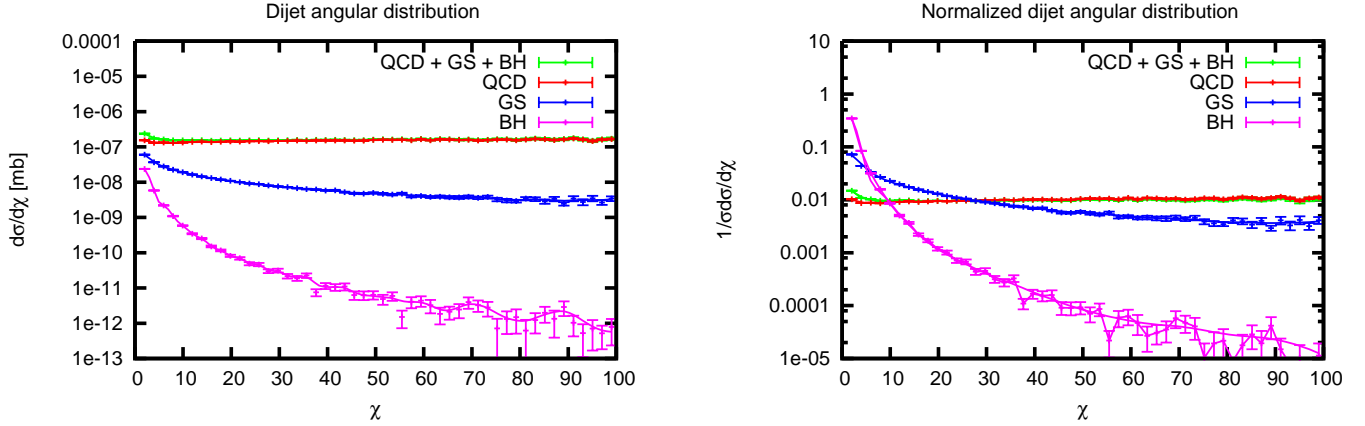 Dijet angular distribution
dσ/dχ [mb]
0.0001
1e-05
1e-06
1e-07
1e-08
1e-09
1e-10
1e-11
1e-12
1e-13
QCD + GS + BH
QCD
GS
BH
0 10 20 30 40 50 60 70 80 90 100
χ
Normalized dijet angular distribution
1/σdσ/dχ
10
1
0.1
0.01
0.001
0.0001
1e-05
QCD + GS + BH
QCD
GS
BH
0 10 20 30 40 50 60 70 80 90 100
χ